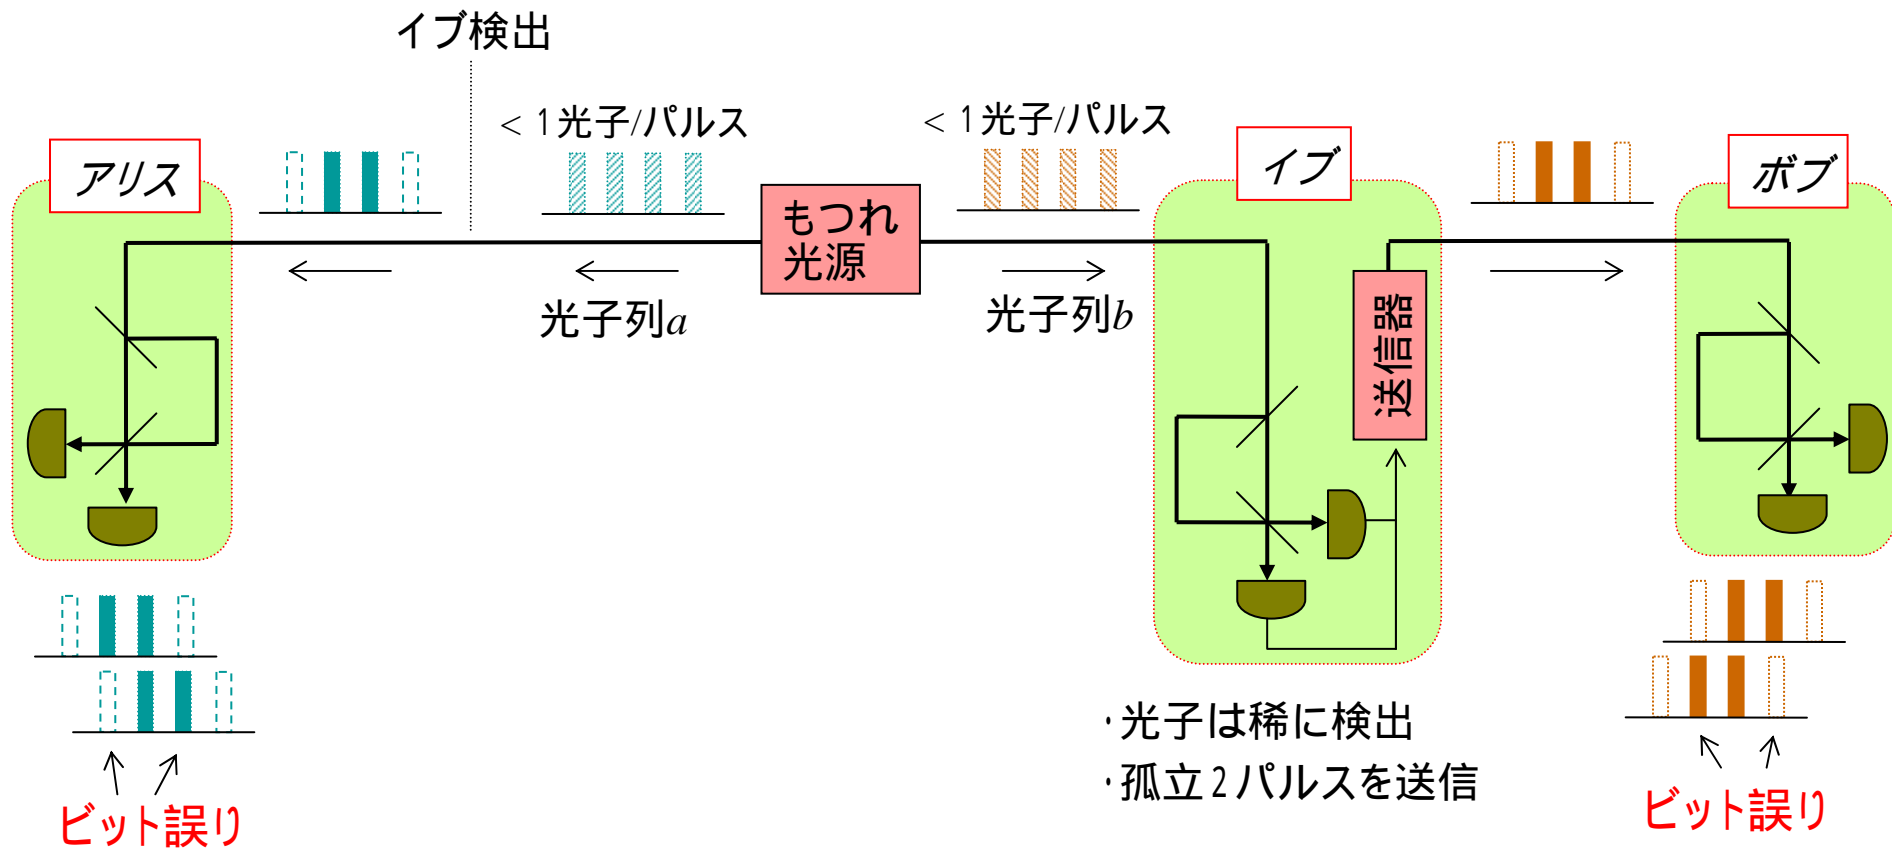 イブ検出
< 1光子/パルス
< 1光子/パルス
アリス
イブ
ボブ
もつれ
光源
光子列a
光子列b
送信器
・光子は稀に検出
・孤立2パルスを送信
ビット誤り
ビット誤り